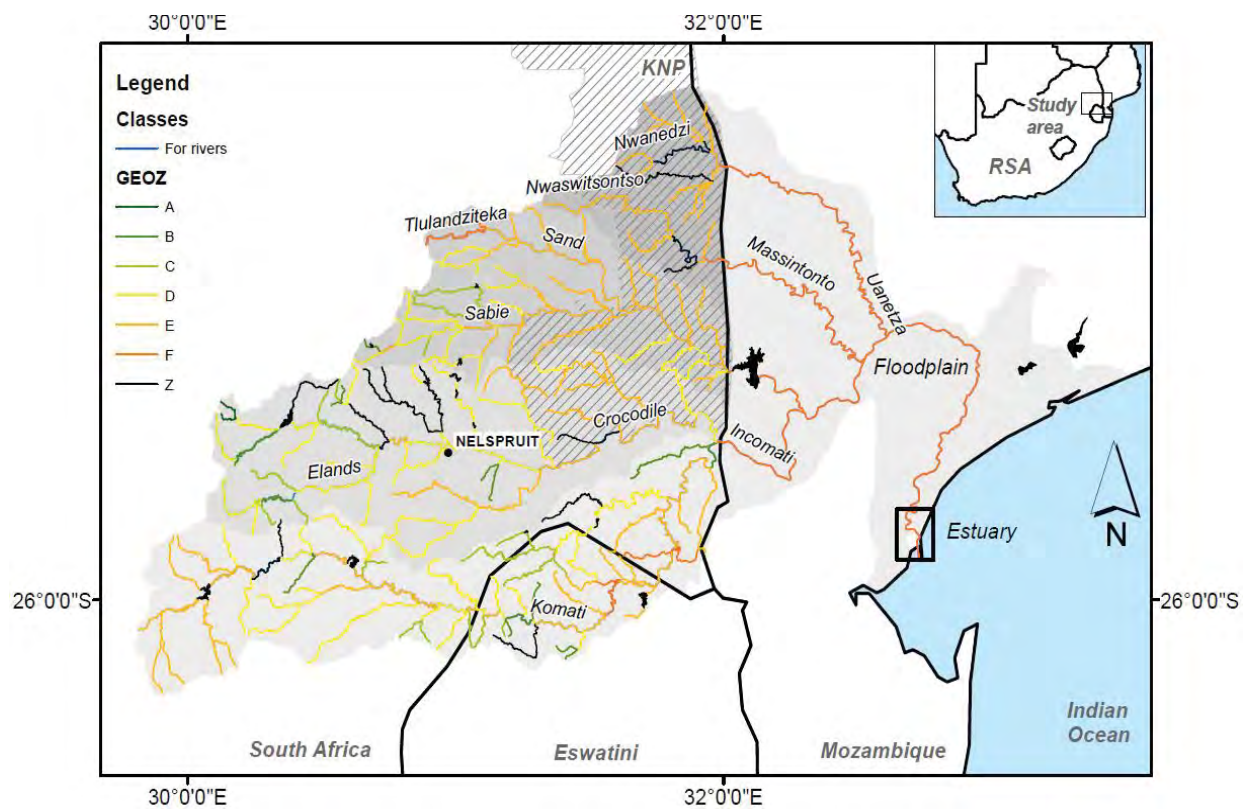 30°0'0"E
32°0'0"E
Legend
Classes
For rivers
GEOZ
A
B
C
D
E
F
Z
KNP
Nwanedzi
Nwaswitsontso
Tlulandziteka
Sand
Sabie
Massintonto
Uanetza
Floodplain
Crocodile
NELSPRUIT
Incomati
Elands
Estuary
Komati
Study
area
RSA
N
26°0'0"S
26°0'0"S
South Africa
Eswatini
Mozambique
Indian
Ocean
30°0'0"E
32°0'0"E